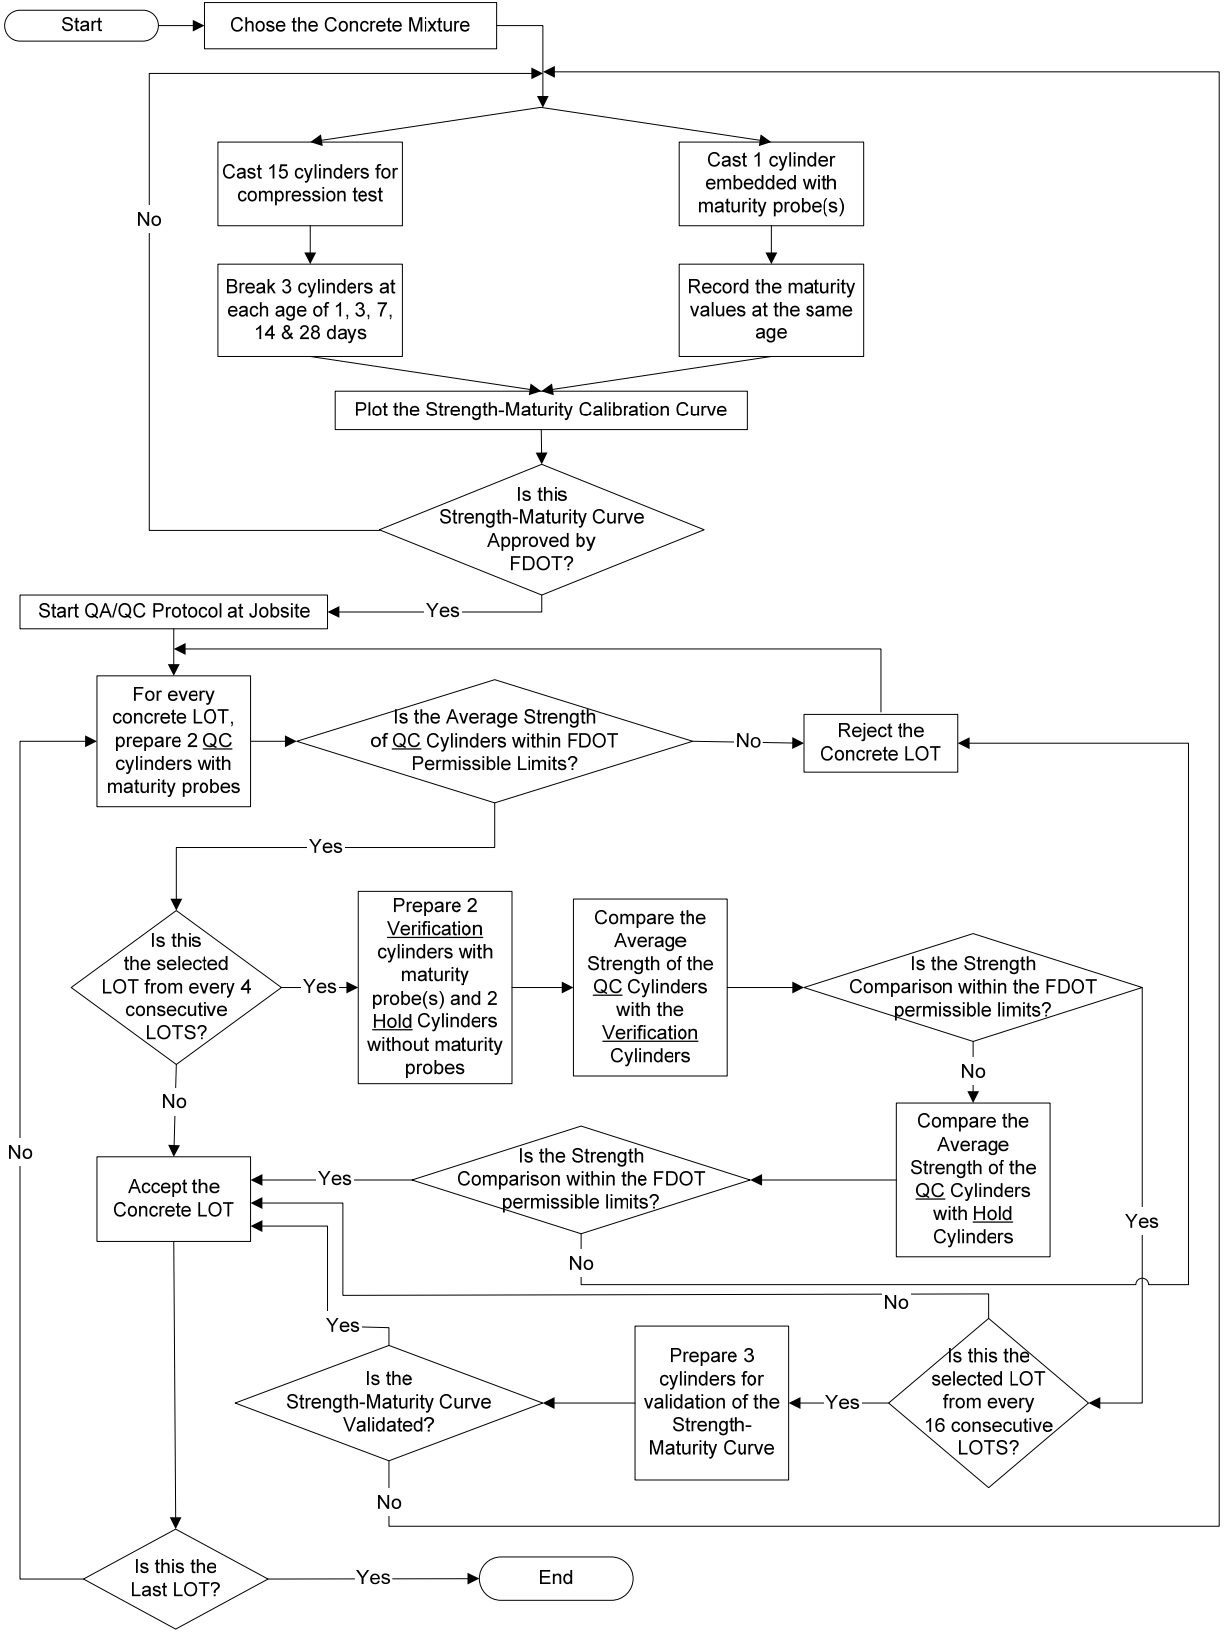 Start
Chose the Concrete Mixture
Cast 15 cylinders for
compression test
Cast 1 cylinder
embedded with
maturity probe(s)
No
Break 3 cylinders at
each age of 1, 3, 7,
14 & 28 days
Record the maturity
values at the same
age
Plot the Strength-Maturity Calibration Curve
Is this
Strength-Maturity Curve
Approved by
FDOT?
Yes
Start QA/QC Protocol at Jobsite
For every
concrete LOT,
prepare 2 QC
cylinders with
maturity probes
Is the Average Strength
of QC Cylinders within FDOT
Permissible Limits?
No
Reject the
Concrete LOT
Yes
Is this
the selected
LOT from every 4
consecutive
LOTS?
Yes
Prepare 2
Verification
cylinders with
maturity
probe(s) and 2
Hold Cylinders
without maturity
probes
Compare the
Average
Strength of the
QC Cylinders
with the
Verification
Cylinders
Is the Strength
Comparison within the FDOT
permissible limits?
No
No
No
Compare the
Average
Strength of the
QC Cylinders
with Hold
Cylinders
Is the Strength
Comparison within the FDOT
permissible limits?
Yes
Accept the
Concrete LOT
Yes
No
No
Yes
Is the
Strength-Maturity Curve
Validated?
Prepare 3
cylinders for
validation of the
Strength-
Maturity Curve
Yes
Is this the
selected LOT
from every
16 consecutive
LOTS?
No
Is this the
Last LOT?
Yes
End